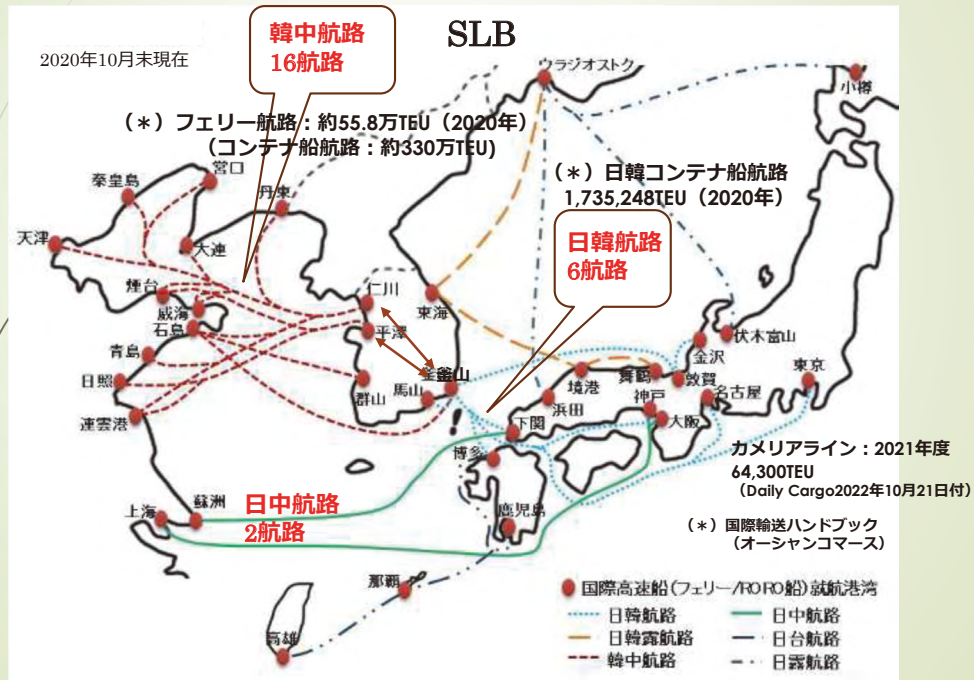 SLB
2020年10月末現在
韓中航路
16航路
(＊) フェリー航路：約55.8万TEU（2020年）
(コンテナ船航路：約330万TEU)
ウラジオストク
小樽
(＊) 日韓コンテナ船航路
1,735,248TEU（2020年）
日韓航路
6航路
営口
秦皇島
丹東
天津
大連
煙台
威海
石島
青島
日照
連雲港
仁川
平澤
東海
群山
馬山
釜釜山
金沢
伏木富山
東京
境港
舞鶴
敦賀
名古屋
浜田
神戸
大阪
下関
博多
カメリアライン：2021年度
64,300TEU
（Daily Cargo2022年10月21日付）
(＊) 国際輸送ハンドブック
（オーシャンコマース）
上海
蘇洲
日中航路
2航路
鹿児島
那覇
高雄
国際高速船(フェリー/RORO船)就航港湾
日韓航路
日中航路
日韓露航路
日台航路
韓中航路
日露航路